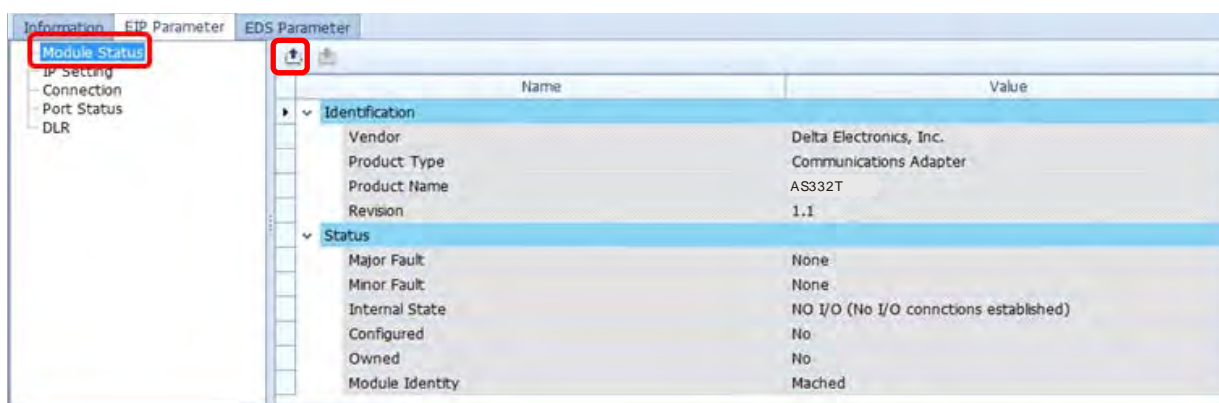 Information EIP Parameter EDS Parameter
Module Status
IP Setting
Connection
Port Status
DLR
Name Value
Identification
Vendor Delta Electronics, Inc.
Product Type Communications Adapter
Product Name AS332T
Revision 1.1
Status
Major Fault None
Minor Fault None
Internal State NO I/O (No I/O connctions established)
Configured No
Owned No
Module Identity Mached